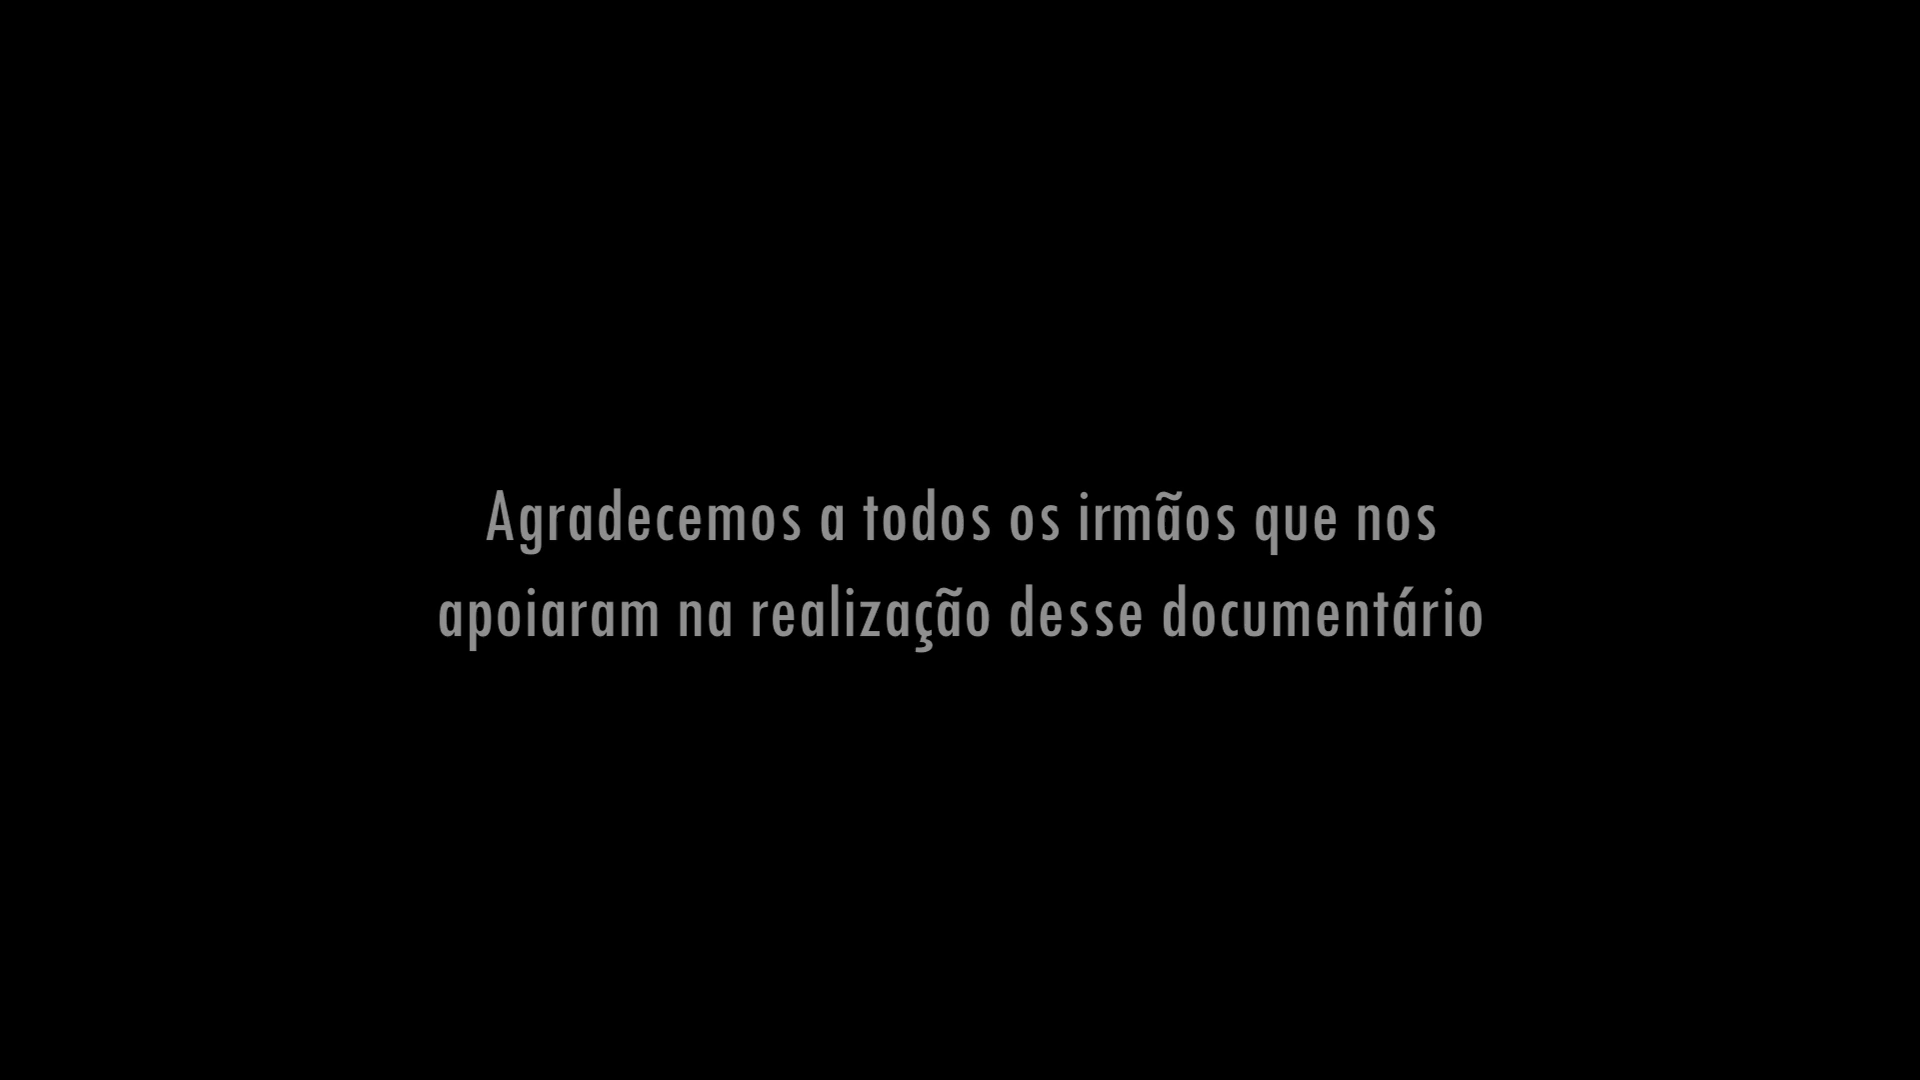 Agradecemos a todos os irmãos que nos
apoiaram na realização desse documentário